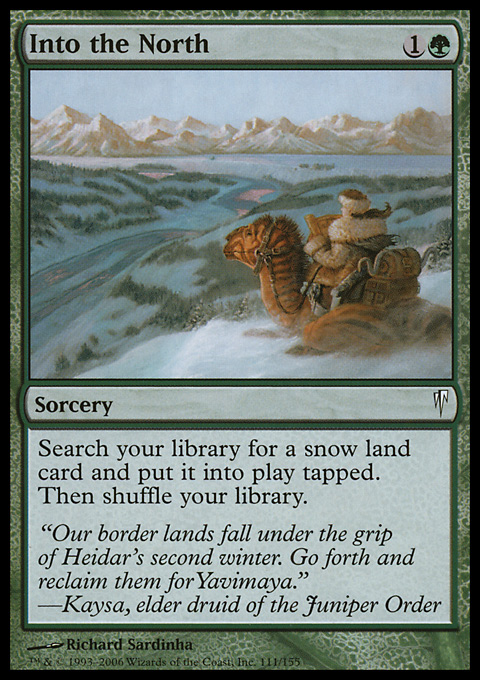 Into the North 1
Sorcery
Search your library for a snow land
card and put it into play tapped.
Then shuffle your library.
“Our border lands fall under the grip
of Heidar’s second winter. Go forth and
reclaim them for Yavimaya.”
—Kaysa, elder druid of the Juniper Order
Richard Sardinha
™ & © 1993–2006 Wizards of the Coast, Inc. 111/155